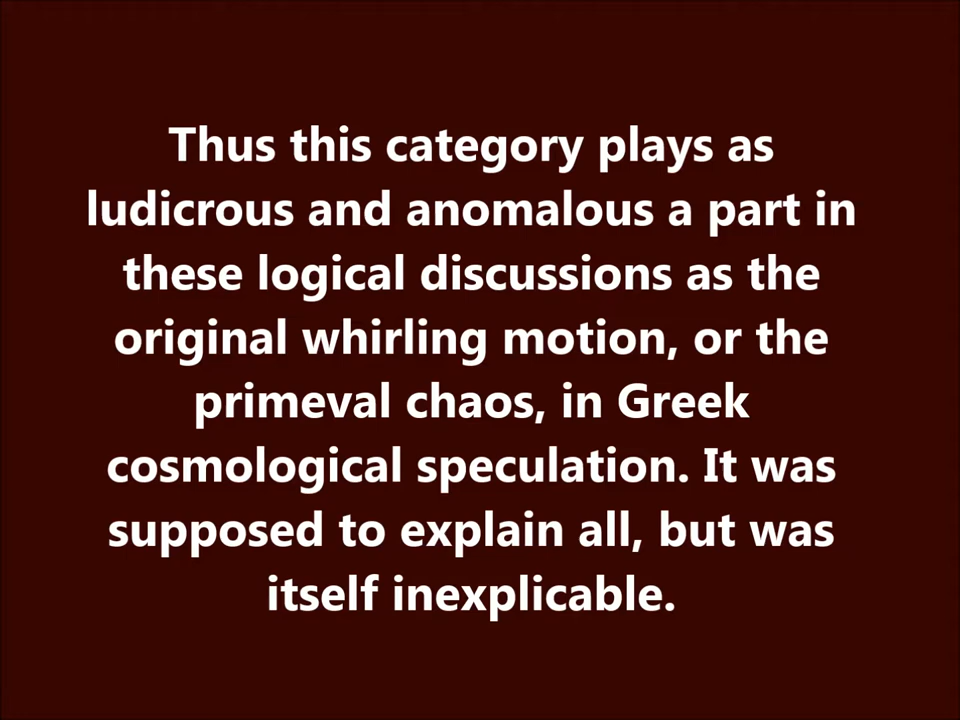 Thus this category plays as
ludicrous and anomalous a part in
these logical discussions as the
original whirling motion, or the
primeval chaos, in Greek
cosmological speculation. It was
supposed to explain all, but was
itself inexplicable.